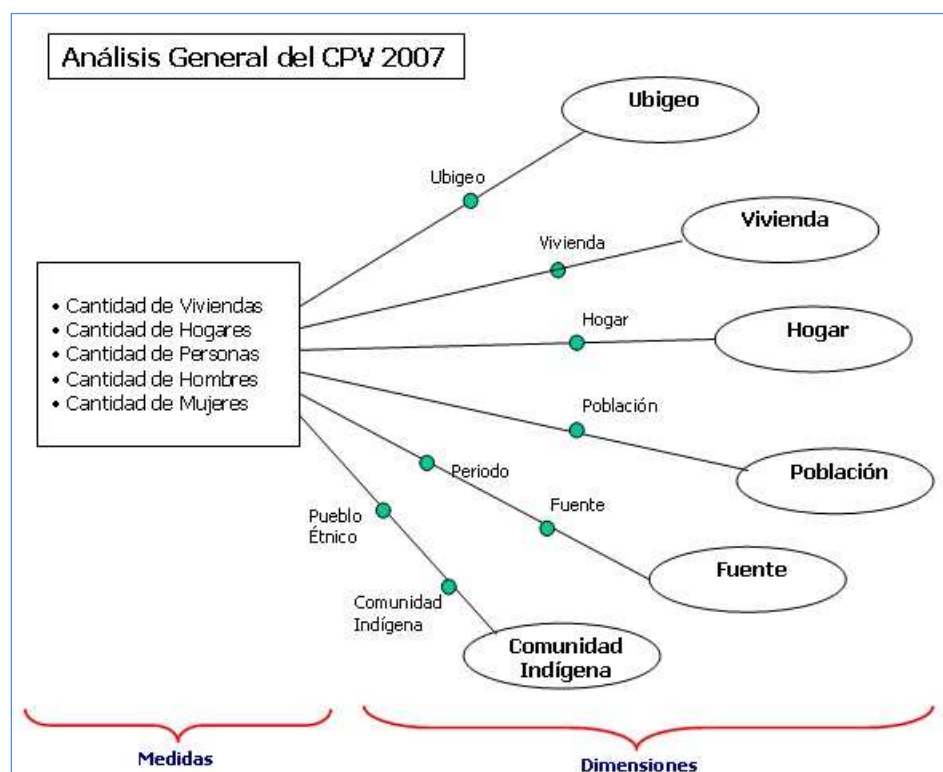 Análisis General del CPV 2007
Ubigeo
Ubigeo
Vivienda
Vivienda
• Cantidad de Viviendas
• Cantidad de Hogares
• Cantidad de Personas
• Cantidad de Hombres
• Cantidad de Mujeres
Hogar
Hogar
Población
Población
Periodo
Fuente
Fuente
Pueblo
Étnico
Comunidad
Indígena
Comunidad
Indígena
Medidas
Dimensiones